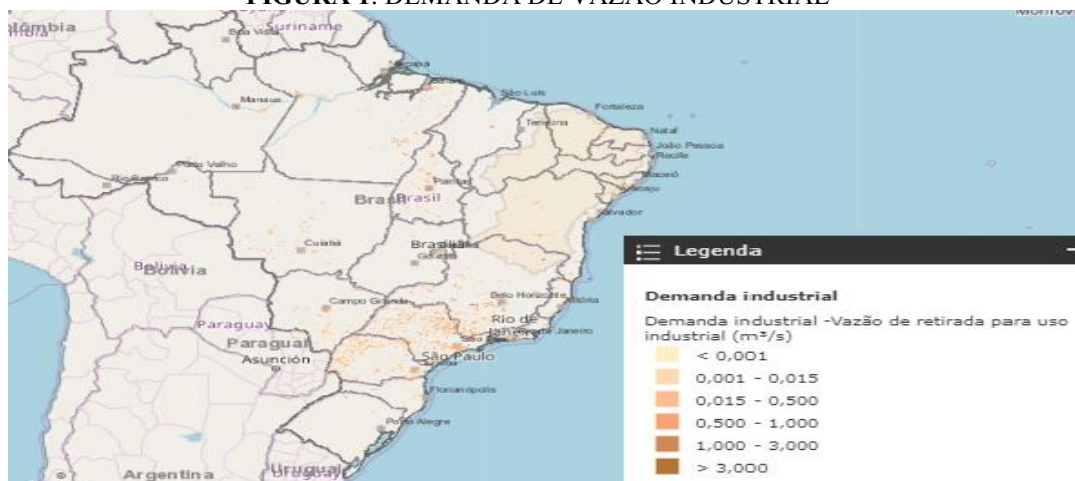 FIGURA 1: DEMANDA DE VAZÃO INDUSTRIAL
Suriname
Boa Vista
Macapá
Manaus
São Luís
Fortaleza
Teresina
Natal
João Pessoa
Recife
Maceió
Aracaju
Porto Velho
Rio Branco
Palmas
Brasil
Salvador
Cuiabá
Brasília
Goiânia
Bolivia
Campo Grande
Belo Horizonte
Vitória
Rio de
Janeiro
Paraguay
Paraguai
São Paulo
Asunción
Florianópolis
Porto Alegre
Argentina
Uruguay
Legenda
Demanda industrial
Demanda industrial -Vazão de retirada para uso
industrial (m³/s)
< 0,001
0,001 - 0,015
0,015 - 0,500
0,500 - 1,000
1,000 - 3,000
> 3,000